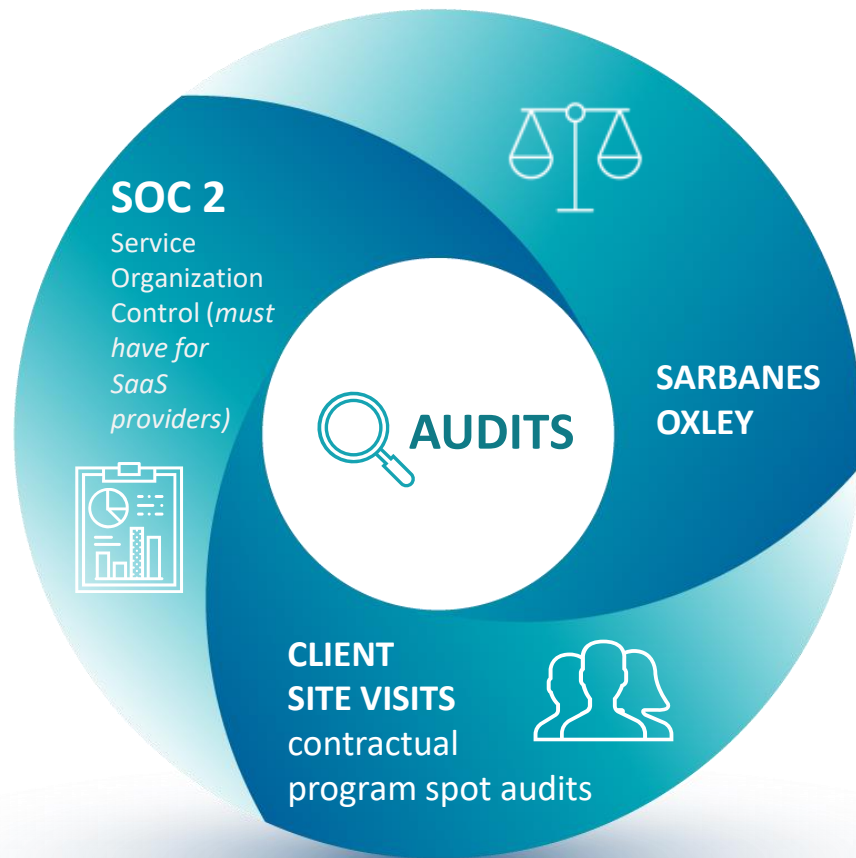 SOC 2
Service
Organization
Control (must
have for
SaaS
providers)
AUDITS
SARBANES
OXLEY
CLIENT
SITE VISITS
contractual
program spot audits